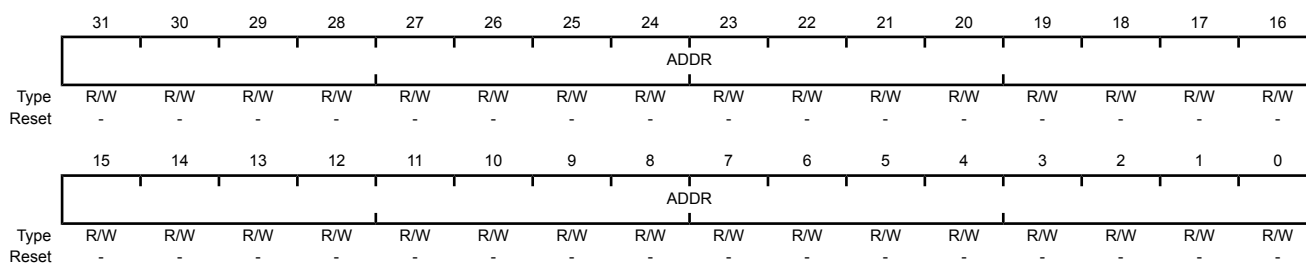 31 30 29 28 27 26 25 24 23 22 21 20 19 18 17 16
ADDR
Type R/W R/W R/W R/W R/W R/W R/W R/W R/W R/W R/W R/W R/W R/W R/W R/W
Reset - - - - - - - - - - - - - - - -
15 14 13 12 11 10 9 8 7 6 5 4 3 2 1 0
ADDR
Type R/W R/W R/W R/W R/W R/W R/W R/W R/W R/W R/W R/W R/W R/W R/W R/W
Reset - - - - - - - - - - - - - - - -